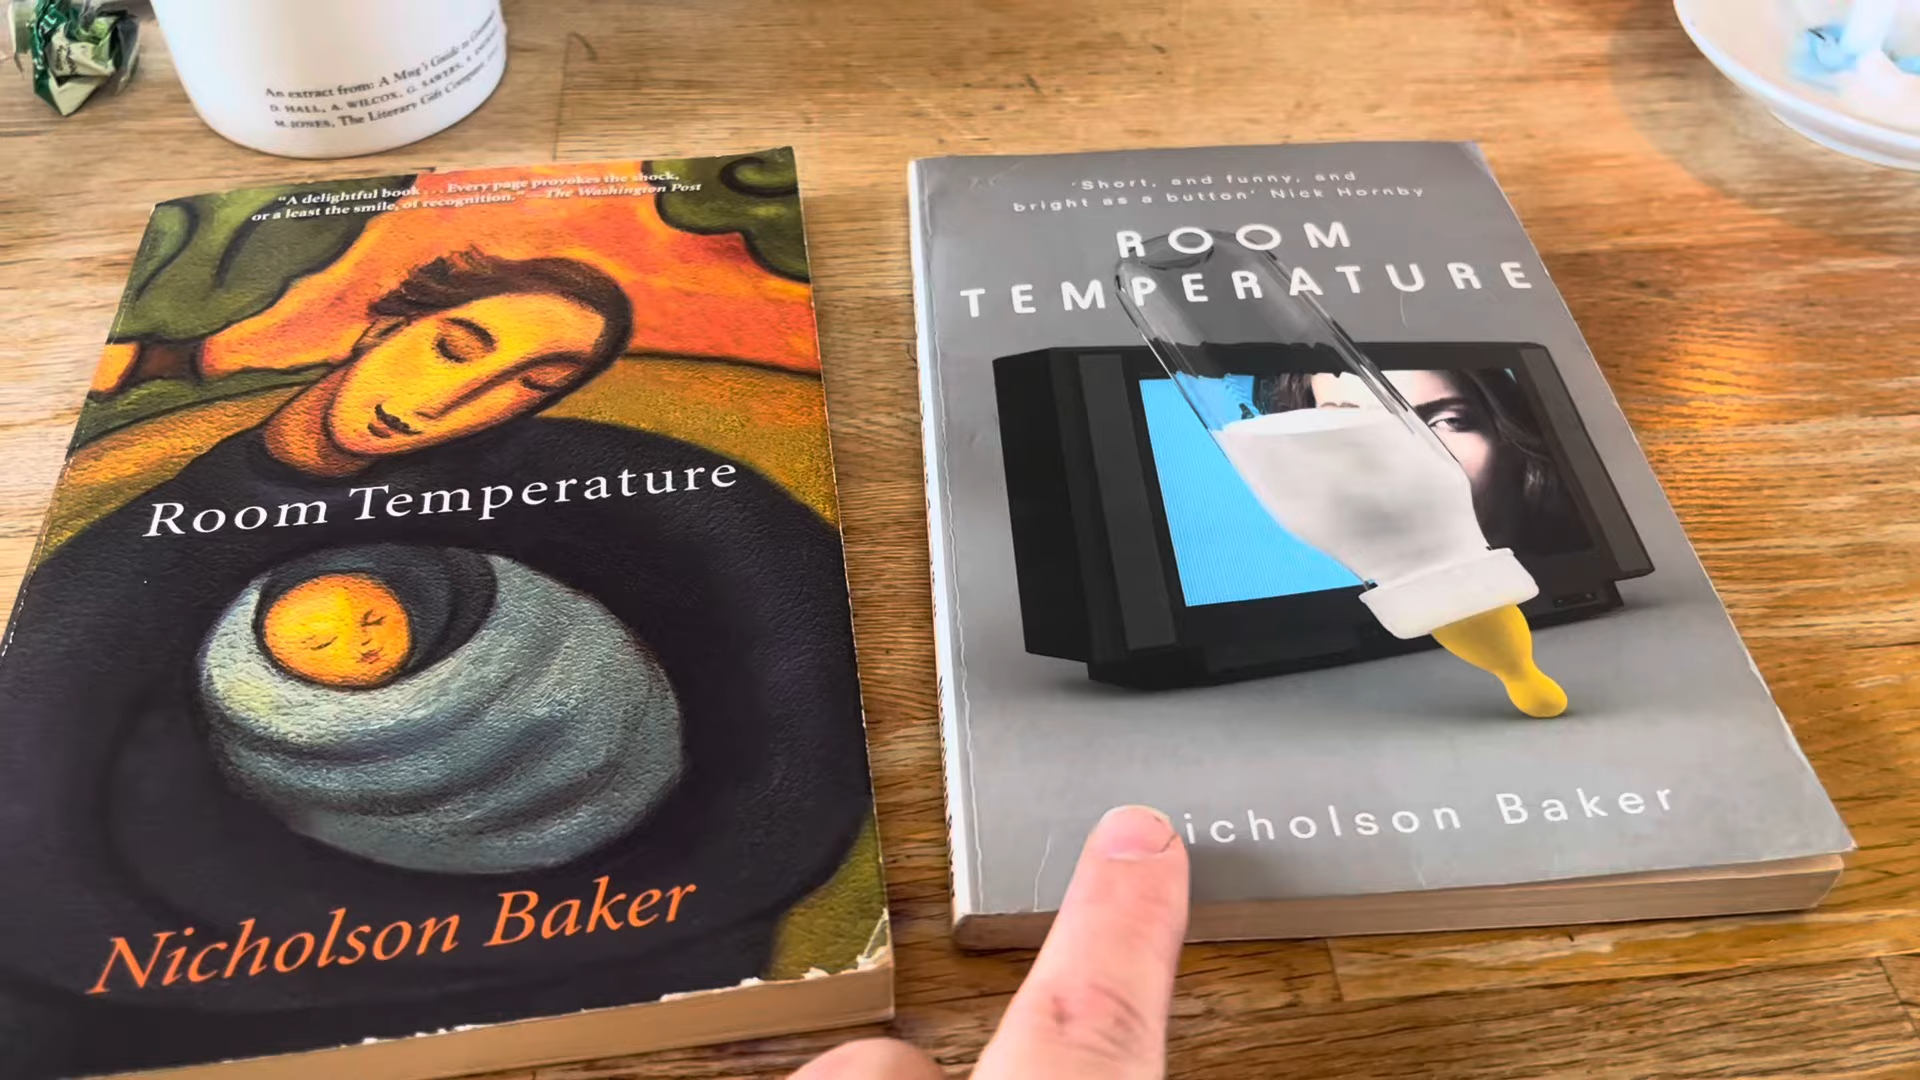 An extract from: A Mug's Guide to
D. HALL, A. WILCOX, G. SAWERS,
M. JONES, The Literary Gift Company,
"A delightful book . . . Every page provokes the shock,
or a least the smile, of recognition." —The Washington Post
Room Temperature
Nicholson Baker
'Short, and funny, and
bright as a button' Nick Hornby
ROOM
TEMPERATURE
icholson Baker